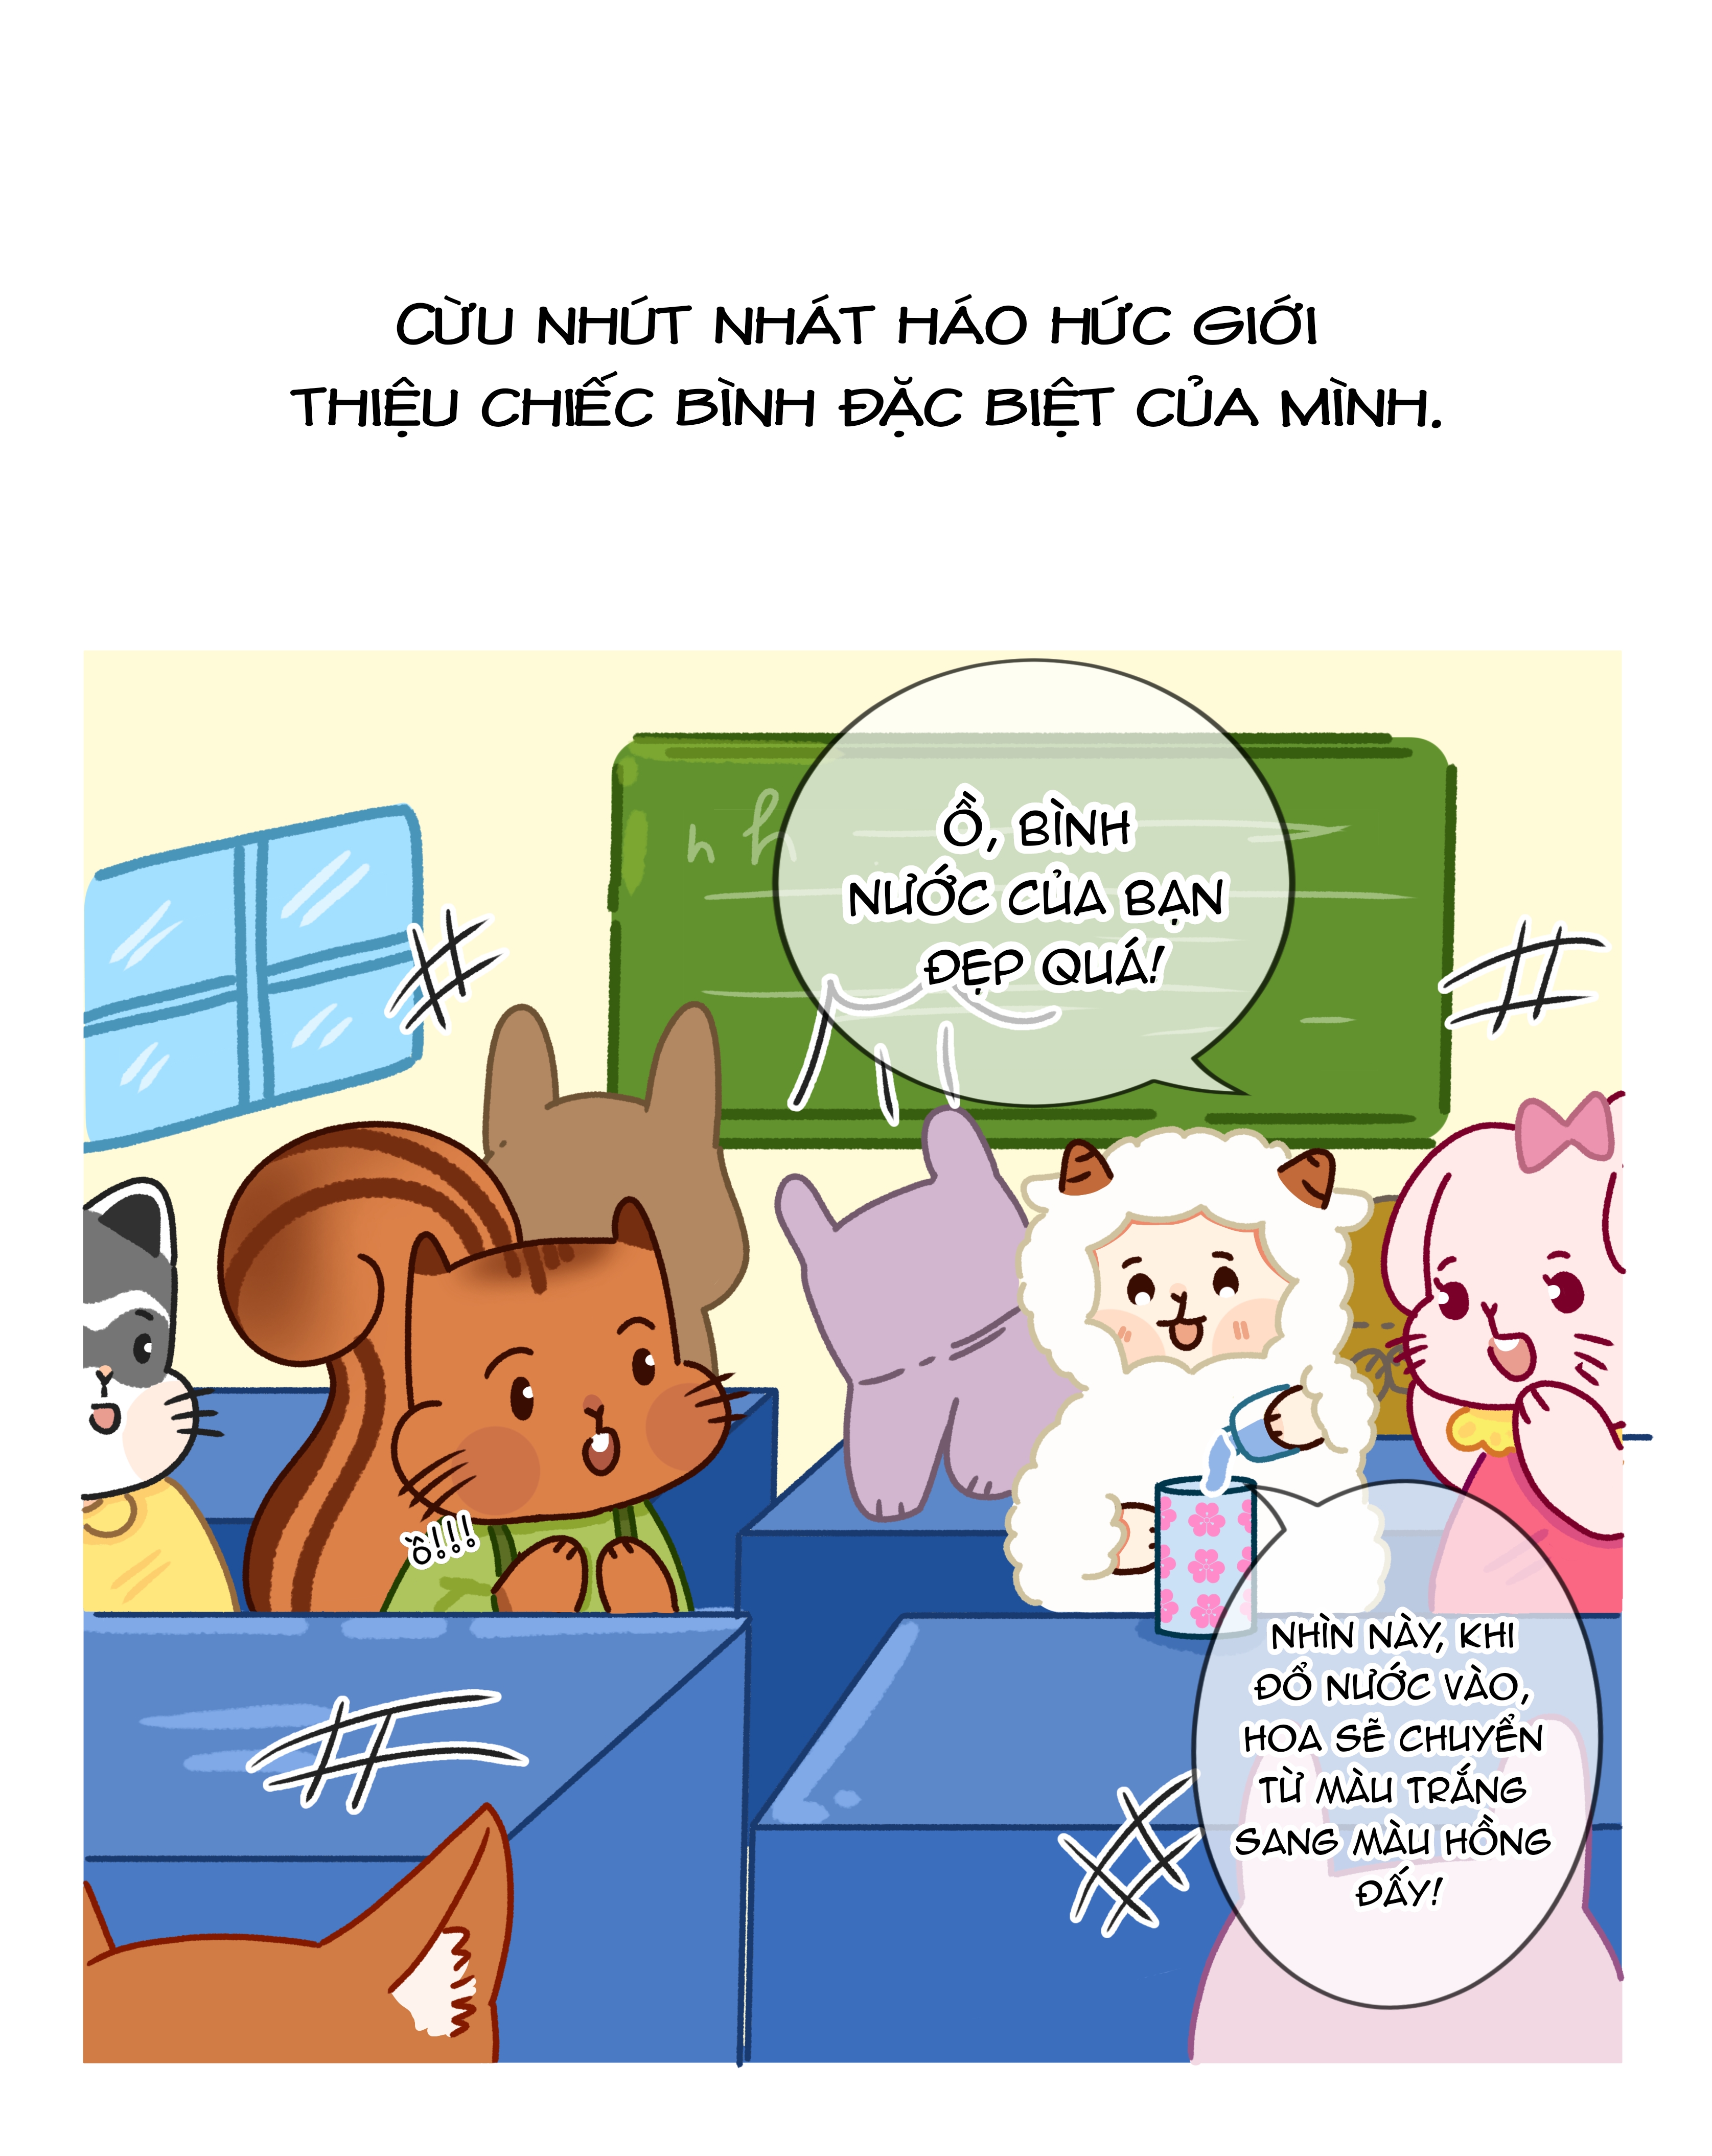 CỪU NHÚT NHÁT HÁO HỨC GIỚI
THIỆU CHIẾC BÌNH ĐẶC BIỆT CỦA MÌNH.
Ồ, BÌNH
NƯỚC CỦA BẠN
ĐẸP QUÁ!
h h
ồ!!!
NHÌN NÀY, KHI
ĐỔ NƯỚC VÀO,
HOA SẼ CHUYỂN
TỪ MÀU TRẮNG
SANG MÀU HỒNG
ĐẤY!